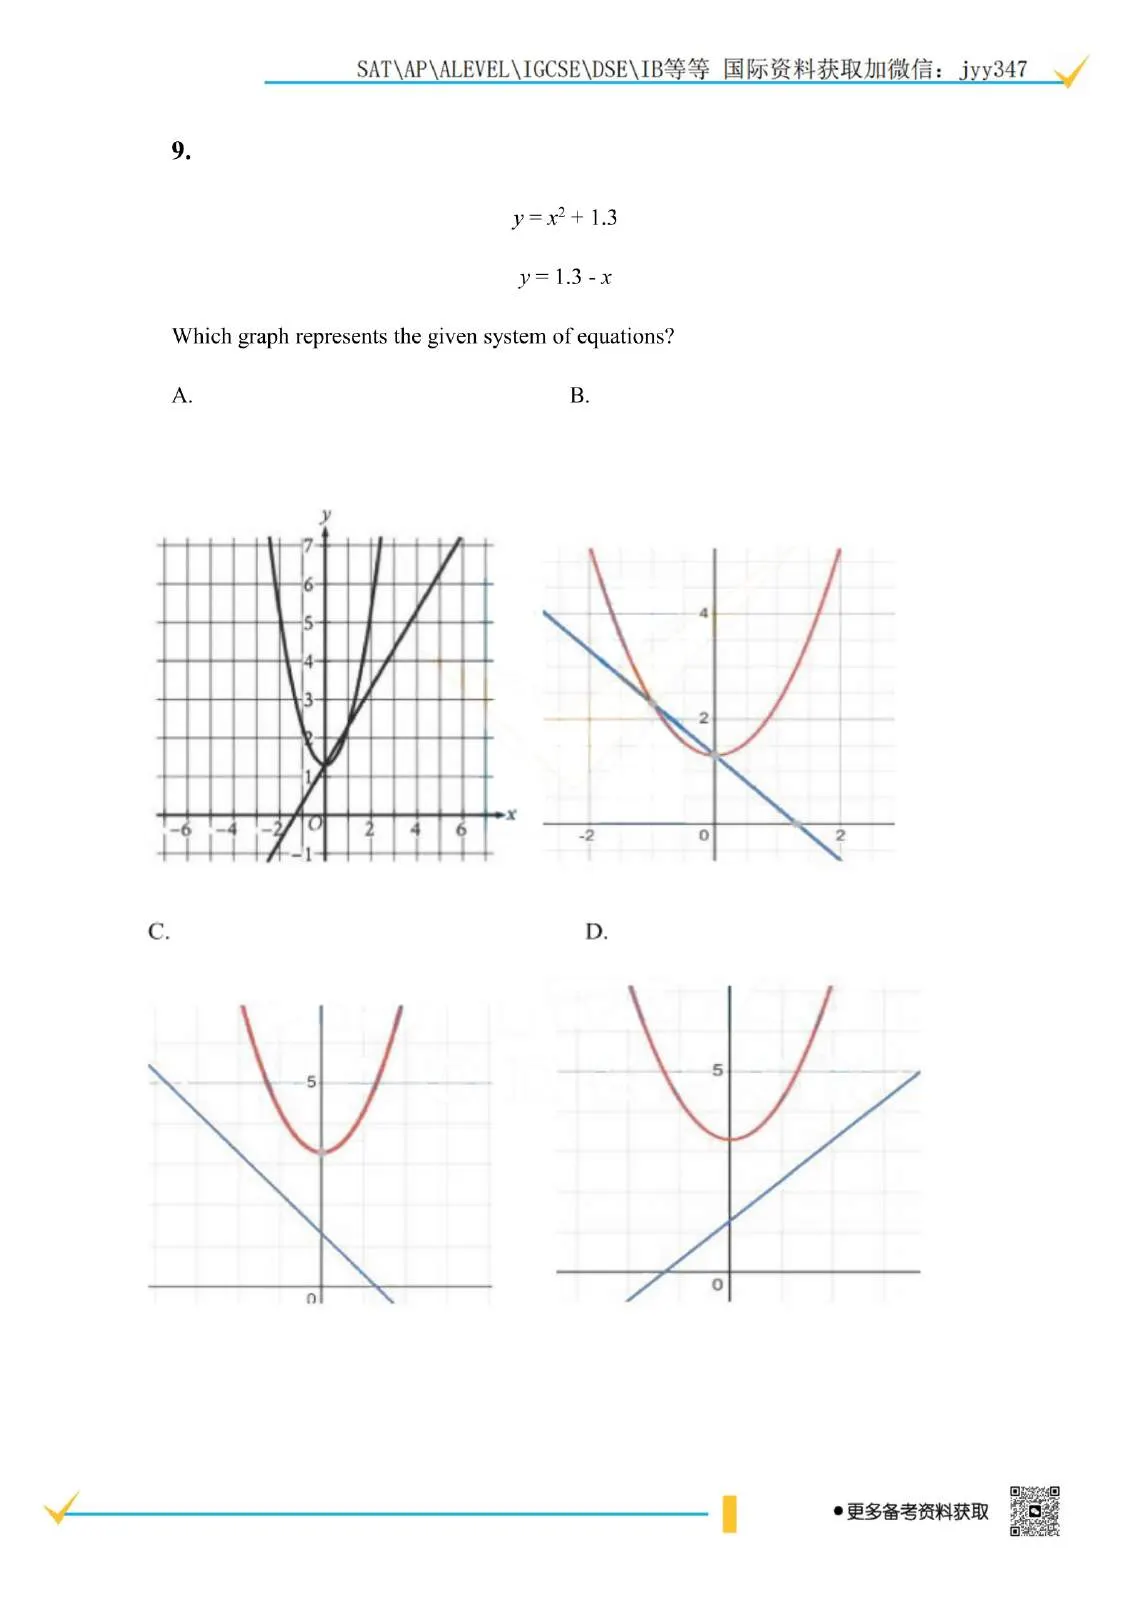 SAT\AP\ALEVEL\IGCSE\DSE\IB等等 国际资料获取加微信：jyy347
9.
y = x² + 1.3
y = 1.3 - x
Which graph represents the given system of equations?
A. B.
y
7
6
5
4
3
2
1
-6 -4 -2 O 2 4 6 x
-1
4
2
-2 0 2
C. D.
5
0
5
0
●更多备考资料获取